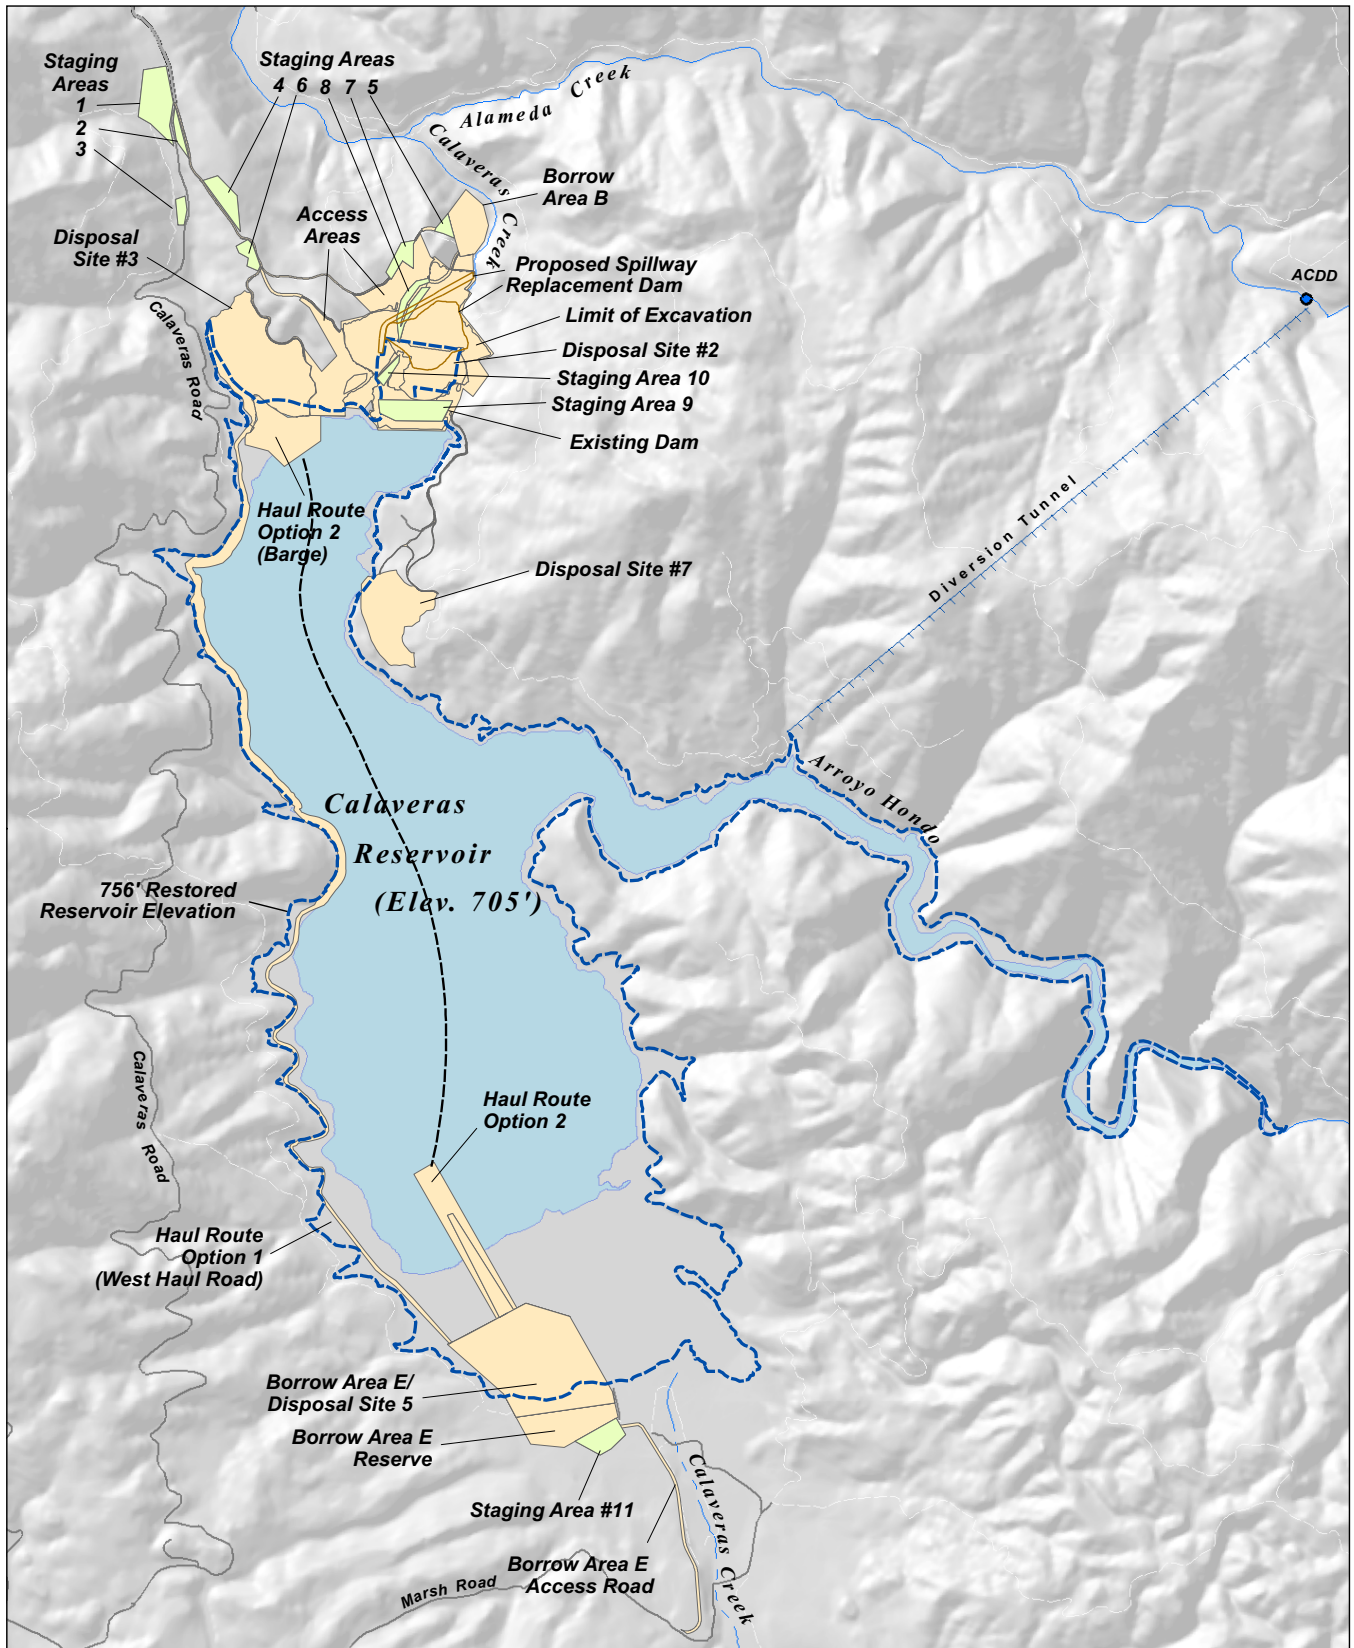 Staging
Areas
1
2
3
Staging Areas
4 6 8 7 5
Alameda Creek
Calaveras Creek
Borrow
Area B
Access
Areas
Disposal
Site #3
Proposed Spillway
Replacement Dam
Limit of Excavation
Disposal Site #2
Staging Area 10
Staging Area 9
Existing Dam
ACDD
Calaveras Road
Haul Route
Option 2
(Barge)
Diversion Tunnel
Disposal Site #7
Arroyo Hondo
Calaveras
Reservoir
(Elev. 705')
756' Restored
Reservoir Elevation
Calaveras Road
Haul Route
Option 2
Haul Route
Option 1
(West Haul Road)
Borrow Area E/
Disposal Site 5
Borrow Area E
Reserve
Staging Area #11
Calaveras Creek
Borrow Area E
Access Road
Marsh Road